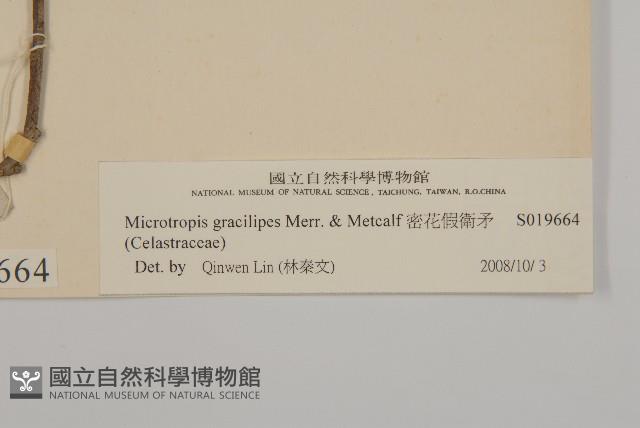 國立自然科學博物館
NATIONAL MUSEUM OF NATURAL SCIENCE, TAICHUNG, TAIWAN, R.O.CHINA
Microtropis gracilipes Merr. & Metcalf 密花假衛矛 S019664
(Celastraceae)
Det. by Qinwen Lin (林秦文) 2008/10/ 3
664
國立自然科學博物館
NATIONAL MUSEUM OF NATURAL SCIENCE